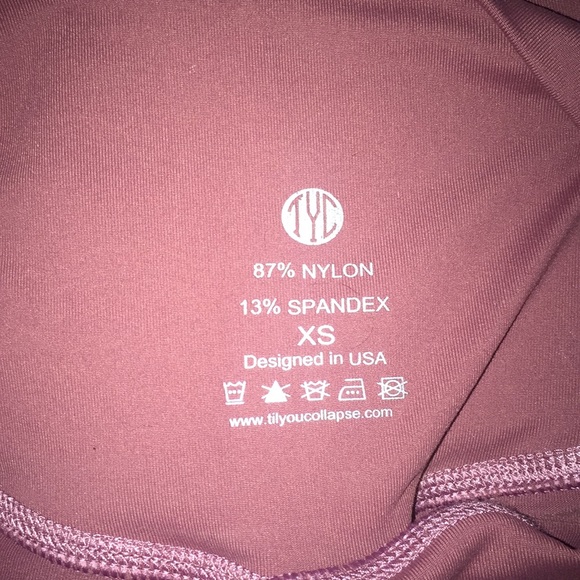 TYC
87% NYLON
13% SPANDEX
XS
Designed in USA
www.tilyoucollapse.com